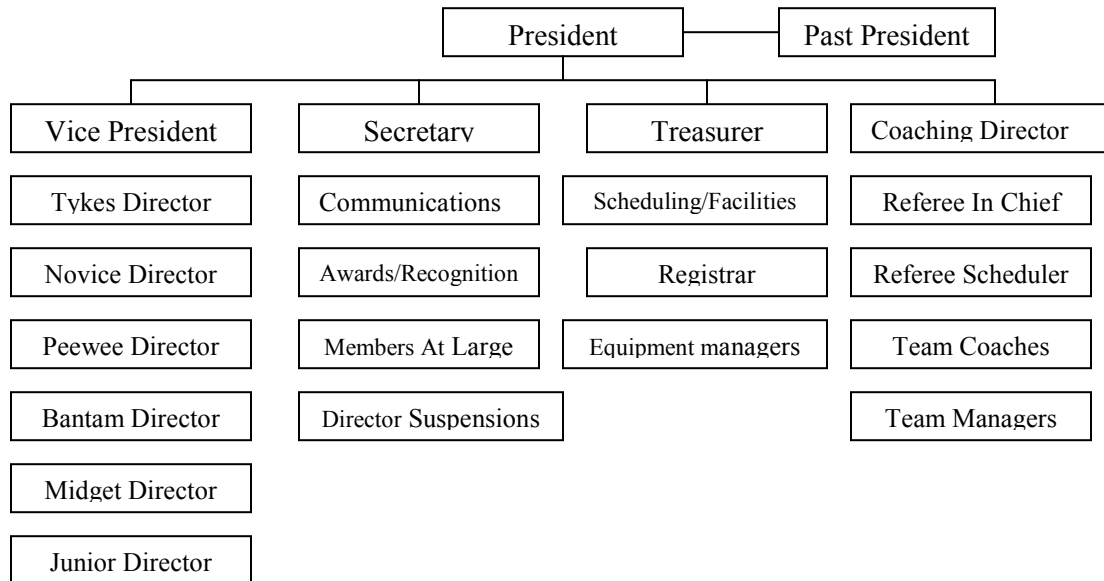 President
Past President
Vice President
Secretary
Treasurer
Coaching Director
Tykes Director
Communications
Scheduling/Facilities
Referee In Chief
Novice Director
Awards/Recognition
Registrar
Referee Scheduler
Peewee Director
Members At Large
Equipment managers
Team Coaches
Bantam Director
Director Suspensions
Team Managers
Midget Director
Junior Director